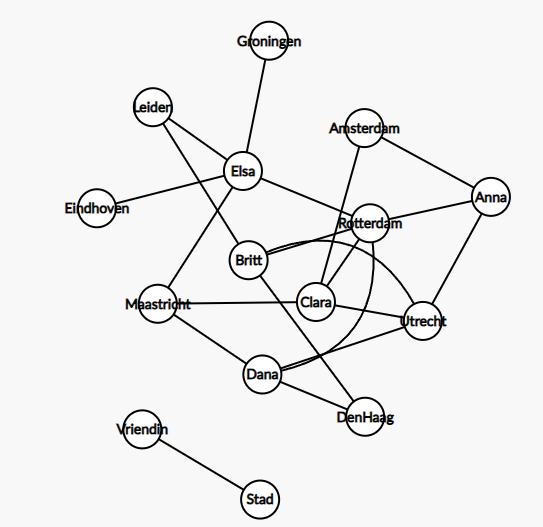 Groningen
Leiden
Amsterdam
Elsa
Anna
Eindhoven
Rotterdam
Britt
Maastricht
Clara
Utrecht
Dana
DenHaag
Vriendin
Stad